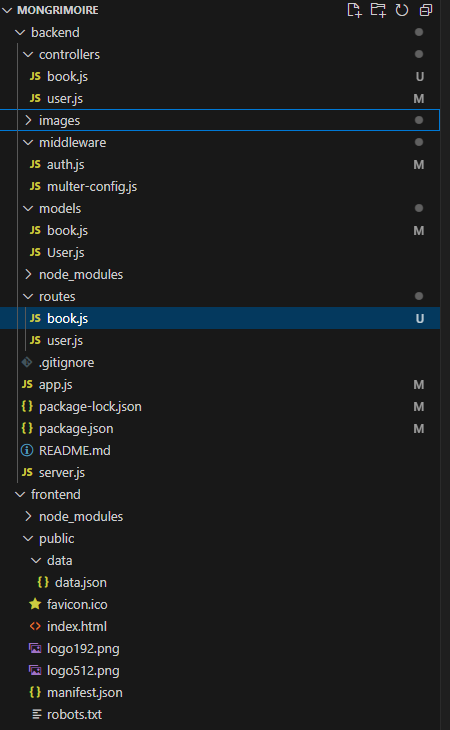 MONGRIMOIRE
backend
controllers
JS book.js U
JS user.js M
images
middleware
JS auth.js M
JS multer-config.js
models
JS book.js M
JS User.js
node_modules
routes
JS book.js U
JS user.js
.gitignore
JS app.js M
{} package-lock.json M
{} package.json M
README.md
JS server.js
frontend
node_modules
public
data
{} data.json
favicon.ico
<> index.html
logo192.png
logo512.png
{} manifest.json
robots.txt